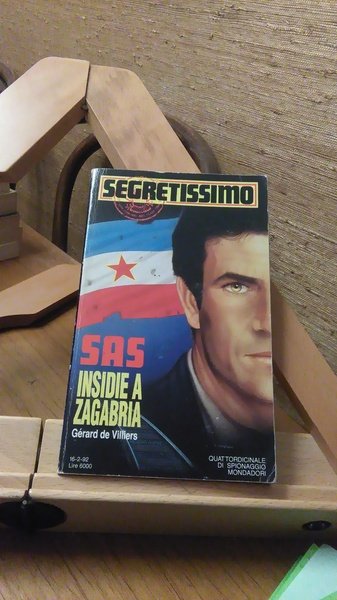 SEGRETISSIMO
SAS
INSIDIE A
ZAGABRIA
Gérard de Villiers
16-2-92
Lire 6000
QUATTORDICINALE
DI SPIONAGGIO
MONDADORI